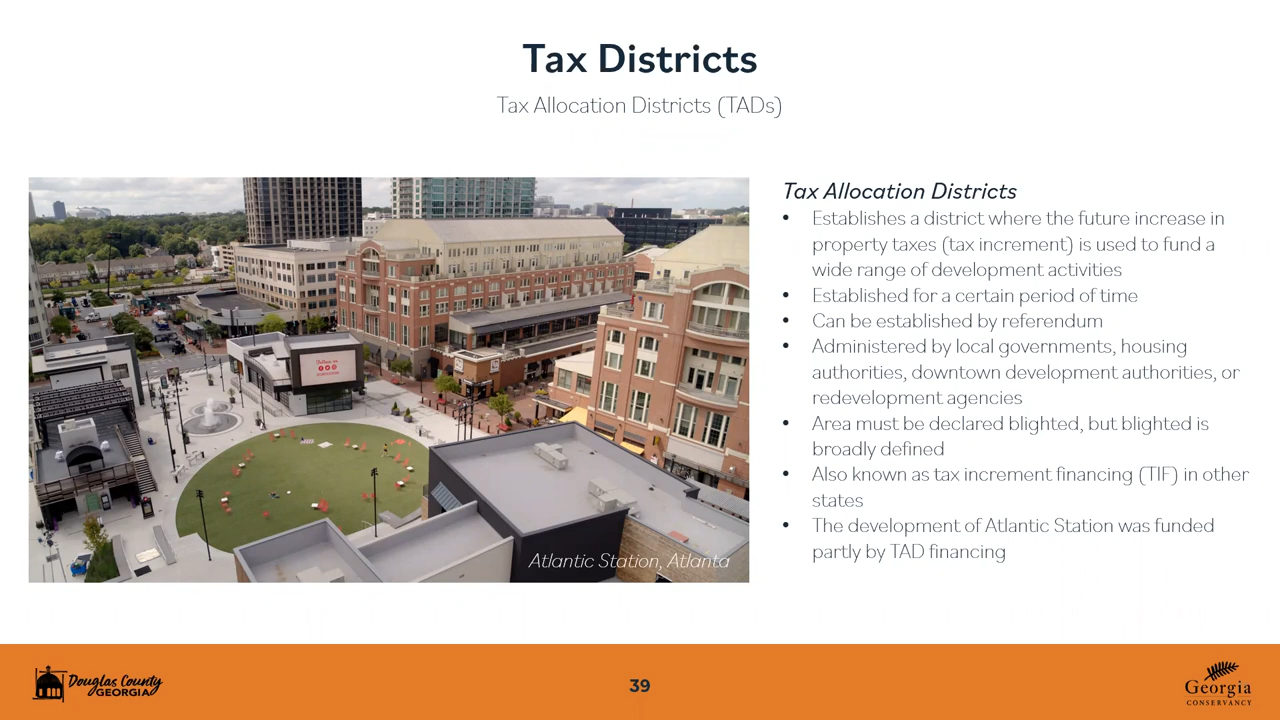 Tax Districts
Tax Allocation Districts (TADs)
Tax Allocation Districts
• Establishes a district where the future increase in
property taxes (tax increment) is used to fund a
wide range of development activities
• Established for a certain period of time
• Can be established by referendum
• Administered by local governments, housing
authorities, downtown development authorities, or
redevelopment agencies
• Area must be declared blighted, but blighted is
broadly defined
• Also known as tax increment financing (TIF) in other
states
• The development of Atlantic Station was funded
partly by TAD financing
Follow us
Atlantic Station, Atlanta
Douglas County
GEORGIA
39
Georgia
CONSERVANCY